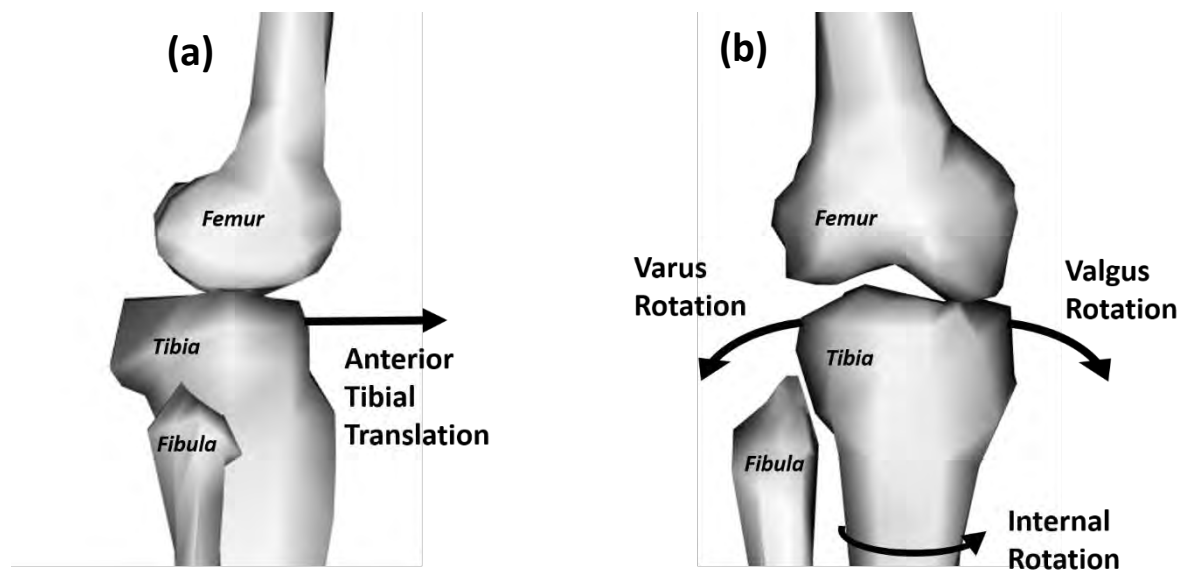 (a)
Femur
Tibia
Fibula
Anterior
Tibial
Translation
(b)
Femur
Varus
Rotation
Valgus
Rotation
Tibia
Fibula
Internal
Rotation